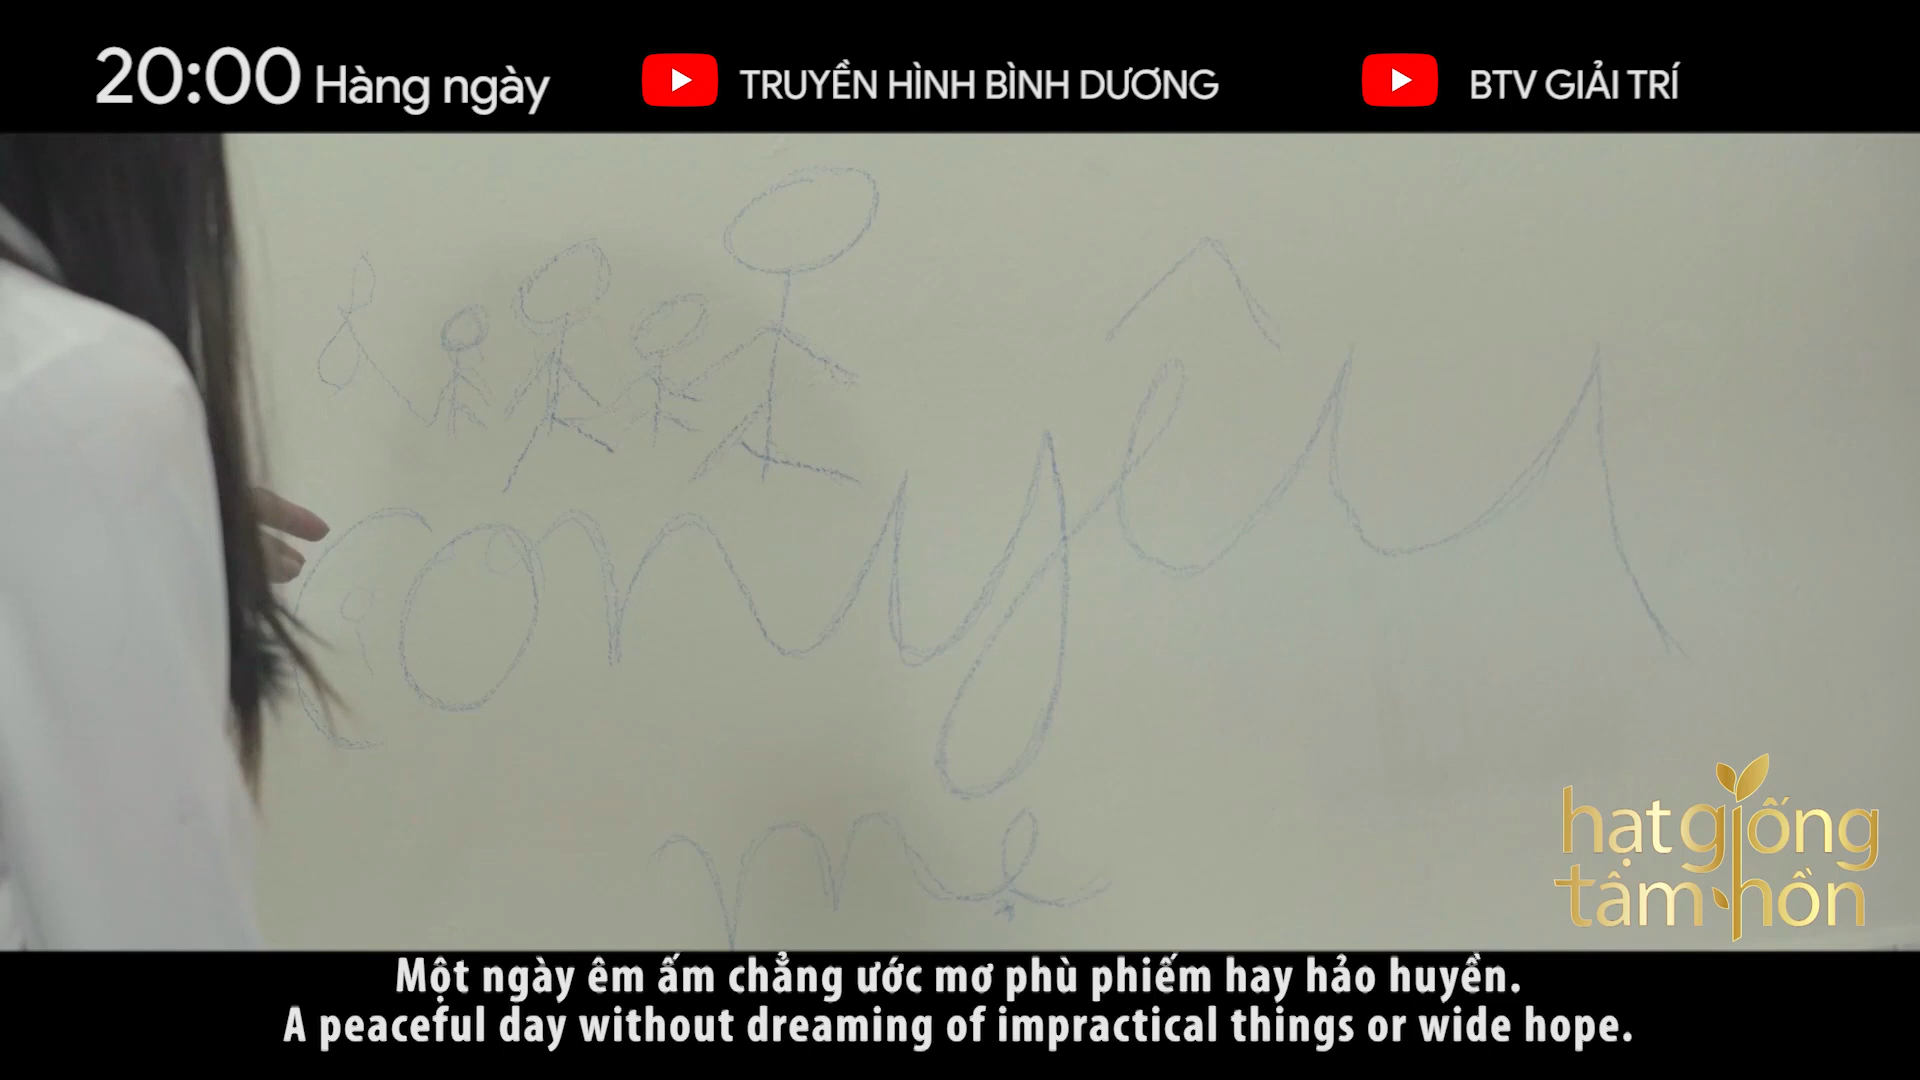 20:00 Hàng ngày
TRUYỀN HÌNH BÌNH DƯƠNG
BTV GIẢI TRÍ
con yêu
mẹ
hạt giống
tâm hồn
Một ngày êm ấm chẳng ước mơ phù phiếm hay hảo huyền.
A peaceful day without dreaming of impractical things or wide hope.